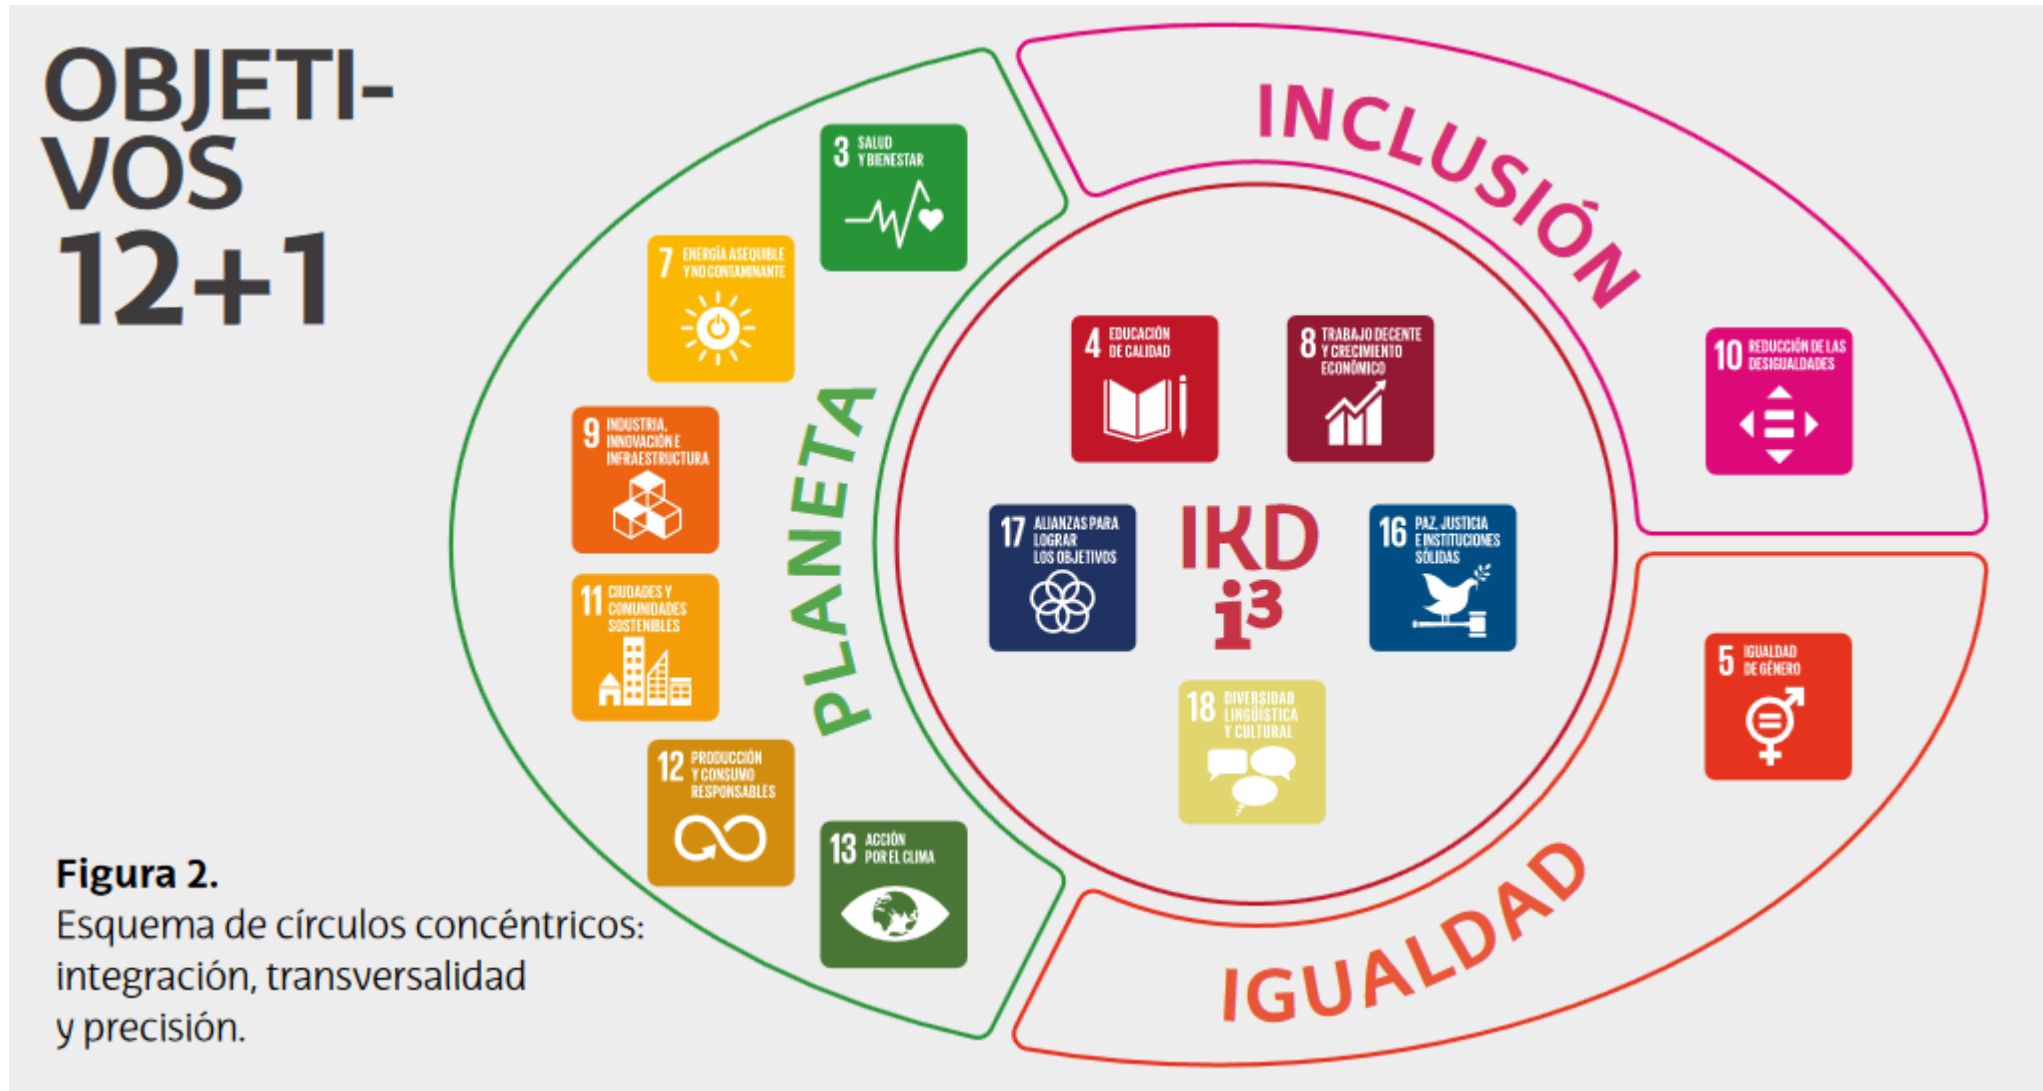 OBJETI-
VOS
12+1
INCLUSIÓN
3 SALUD
Y BIENESTAR
7 ENERGÍA ASEQUIBLE
Y NO CONTAMINANTE
4 EDUCACIÓN
DE CALIDAD
8 TRABAJO DECENTE
Y CRECIMIENTO
ECONÓMICO
10 REDUCCIÓN DE LAS
DESIGUALDADES
9 INDUSTRIA,
INNOVACIÓN E
INFRAESTRUCTURA
PLANETA
17 ALIANZAS PARA
LOGRAR
LOS OBJETIVOS
IKD
i³
16 PAZ, JUSTICIA
E INSTITUCIONES
SÓLIDAS
11 CIUDADES Y
COMUNIDADES
SOSTENIBLES
5 IGUALDAD
DE GÉNERO
18 DIVERSIDAD
LINGÜÍSTICA
Y CULTURAL
12 PRODUCCIÓN
Y CONSUMO
RESPONSABLES
13 ACCIÓN
POR EL CLIMA
IGUALDAD
Figura 2.
Esquema de círculos concéntricos:
integración, transversalidad
y precisión.